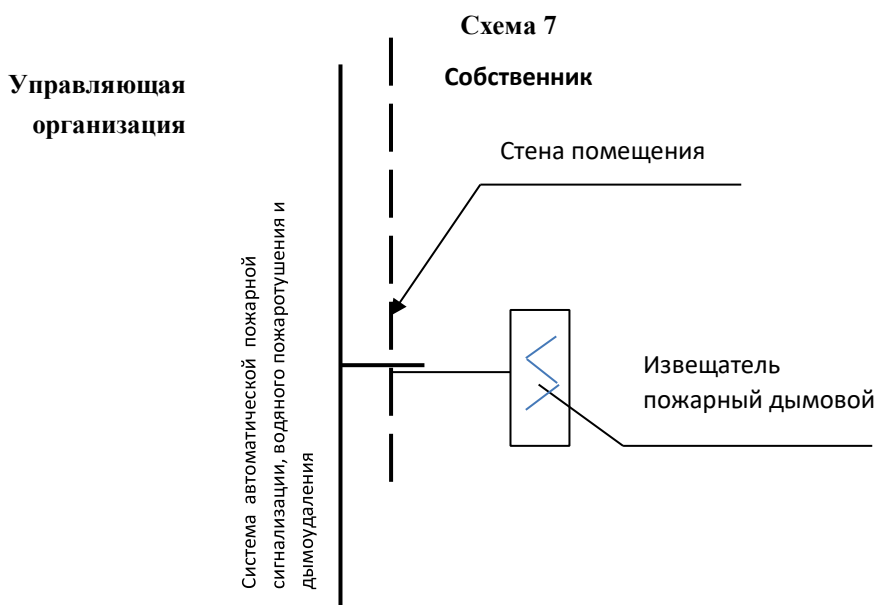 Схема 7
Управляющая
организация
Собственник
Стена помещения
Система автоматической пожарной
сигнализации, водяного пожаротушения и
дымоудаления
Извещатель
пожарный дымовой